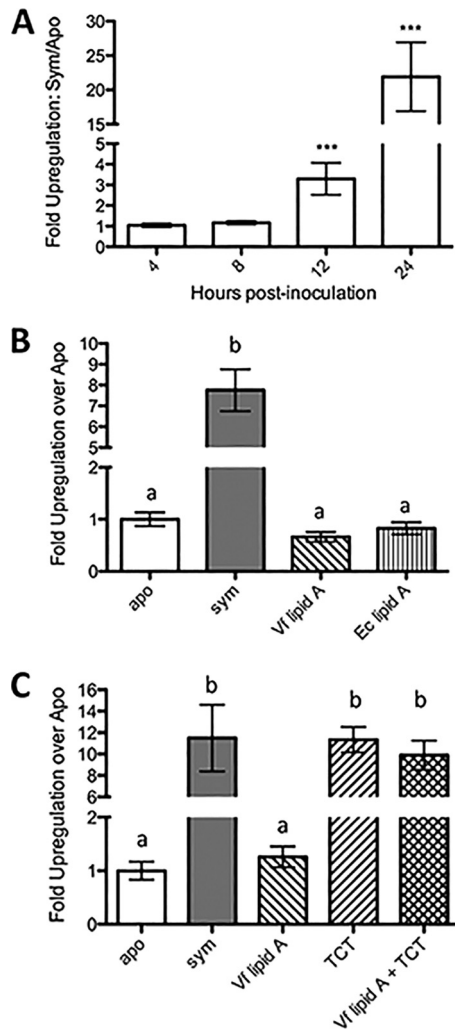 A
Fold Upregulation: Sym/Apo
30
25
20
15
5
4
3
2
1
0
***
***
4
8
12
24
Hours post-inoculation
B
Fold Upregulation over Apo
10
9
8
7
6
5
2
1
0
a
b
a
a
apo
sym
Vf lipid A
Ec lipid A
C
Fold Upregulation over Apo
16
14
12
10
8
6
2
1
0
a
b
a
b
b
apo
sym
Vf lipid A
TCT
Vf lipid A + TCT